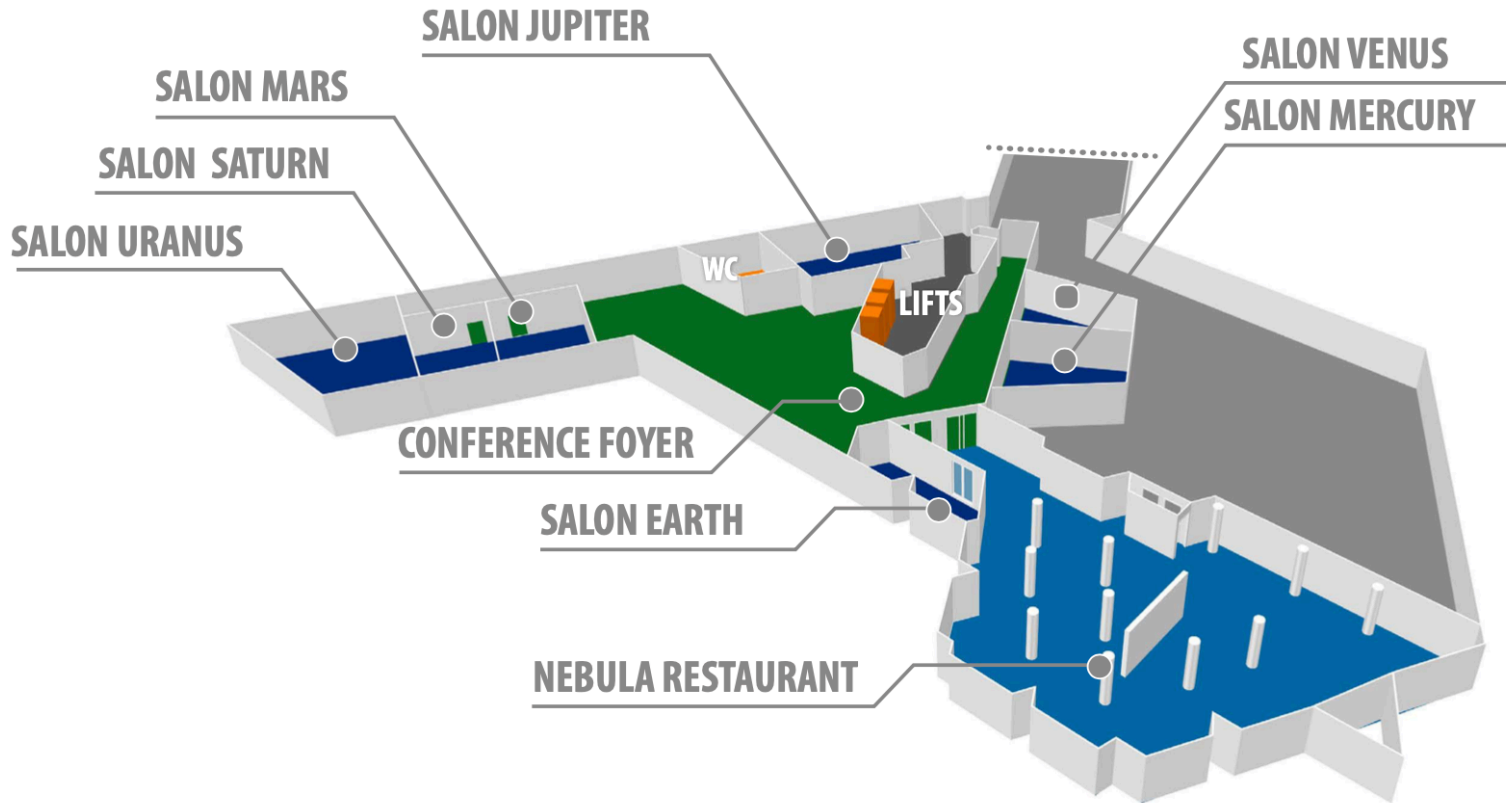 SALON JUPITER
SALON VENUS
SALON MARS
SALON MERCURY
SALON SATURN
SALON URANUS
WC
LIFTS
CONFERENCE FOYER
SALON EARTH
NEBULA RESTAURANT